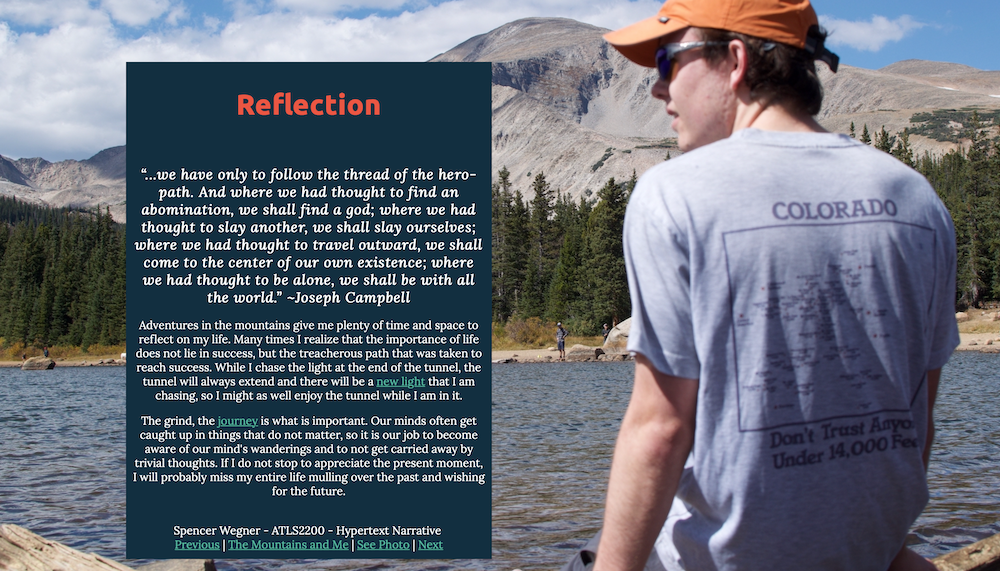 Reflection
“...we have only to follow the thread of the hero-
path. And where we had thought to find an
abomination, we shall find a god; where we had
thought to slay another, we shall slay ourselves;
where we had thought to travel outward, we shall
come to the center of our own existence; where
we had thought to be alone, we shall be with all
the world.” ~Joseph Campbell
Adventures in the mountains give me plenty of time and space to
reflect on my life. Many times I realize that the importance of life
does not lie in success, but the treacherous path that was taken to
reach success. While I chase the light at the end of the tunnel, the
tunnel will always extend and there will be a new light that I am
chasing, so I might as well enjoy the tunnel while I am in it.
The grind, the journey is what is important. Our minds often get
caught up in things that do not matter, so it is our job to become
aware of our mind’s wanderings and to not get carried away by
trivial thoughts. If I do not stop to appreciate the present moment,
I will probably miss my entire life mulling over the past and wishing
for the future.
Spencer Wegner - ATLS2200 - Hypertext Narrative
Previous | The Mountains and Me | See Photo | Next
COLORADO
Don't Trust Anyo
Under 14,000 Fee